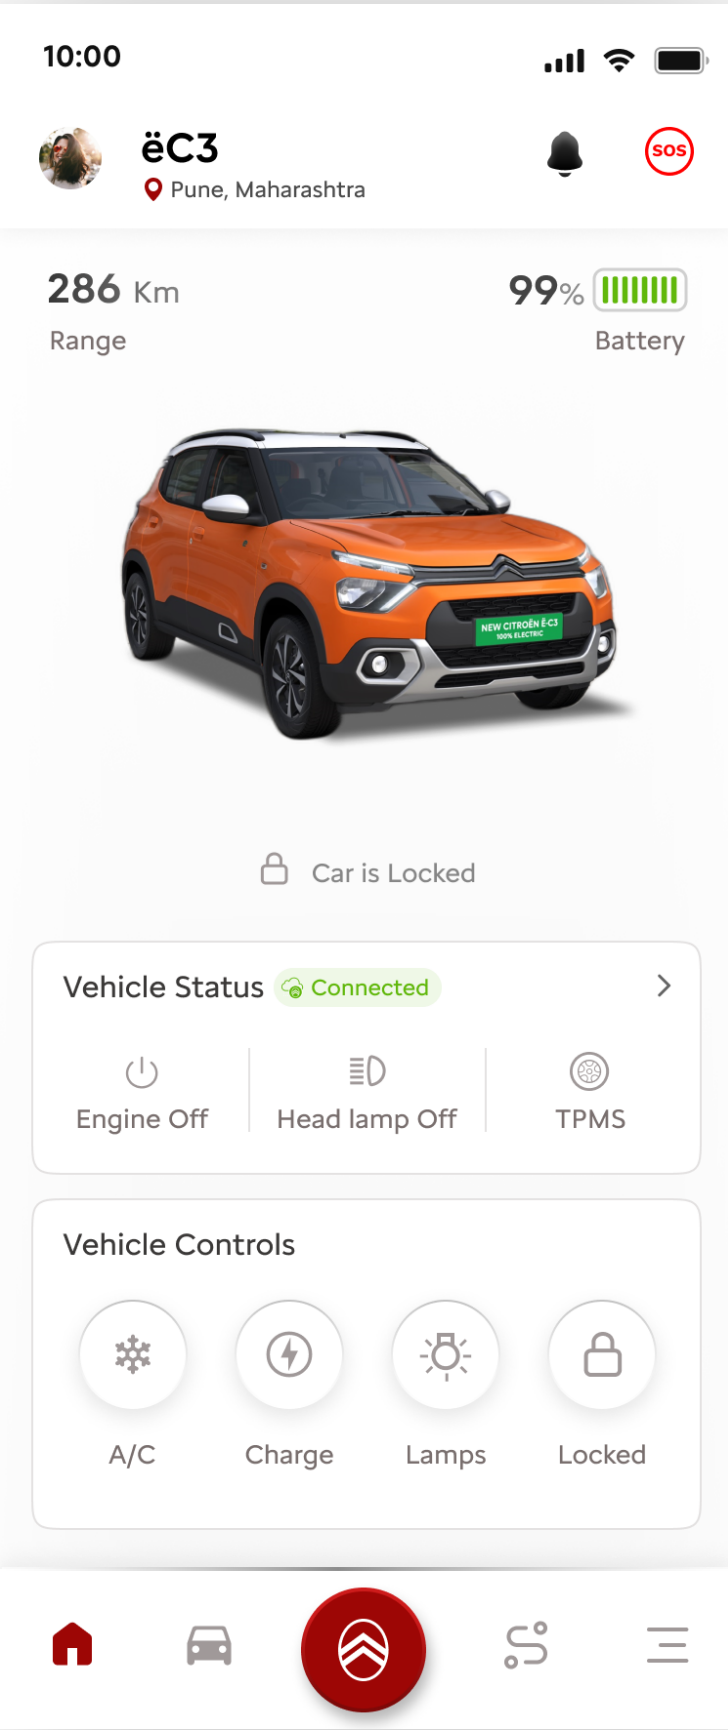 10:00
ëC3
SOS
Pune, Maharashtra
286 Km
99%
Range
Battery
NEW CITROËN Ë-C3
100% ELECTRIC
Car is Locked
Vehicle Status
Connected
Engine Off
Head lamp Off
TPMS
Vehicle Controls
A/C
Charge
Lamps
Locked